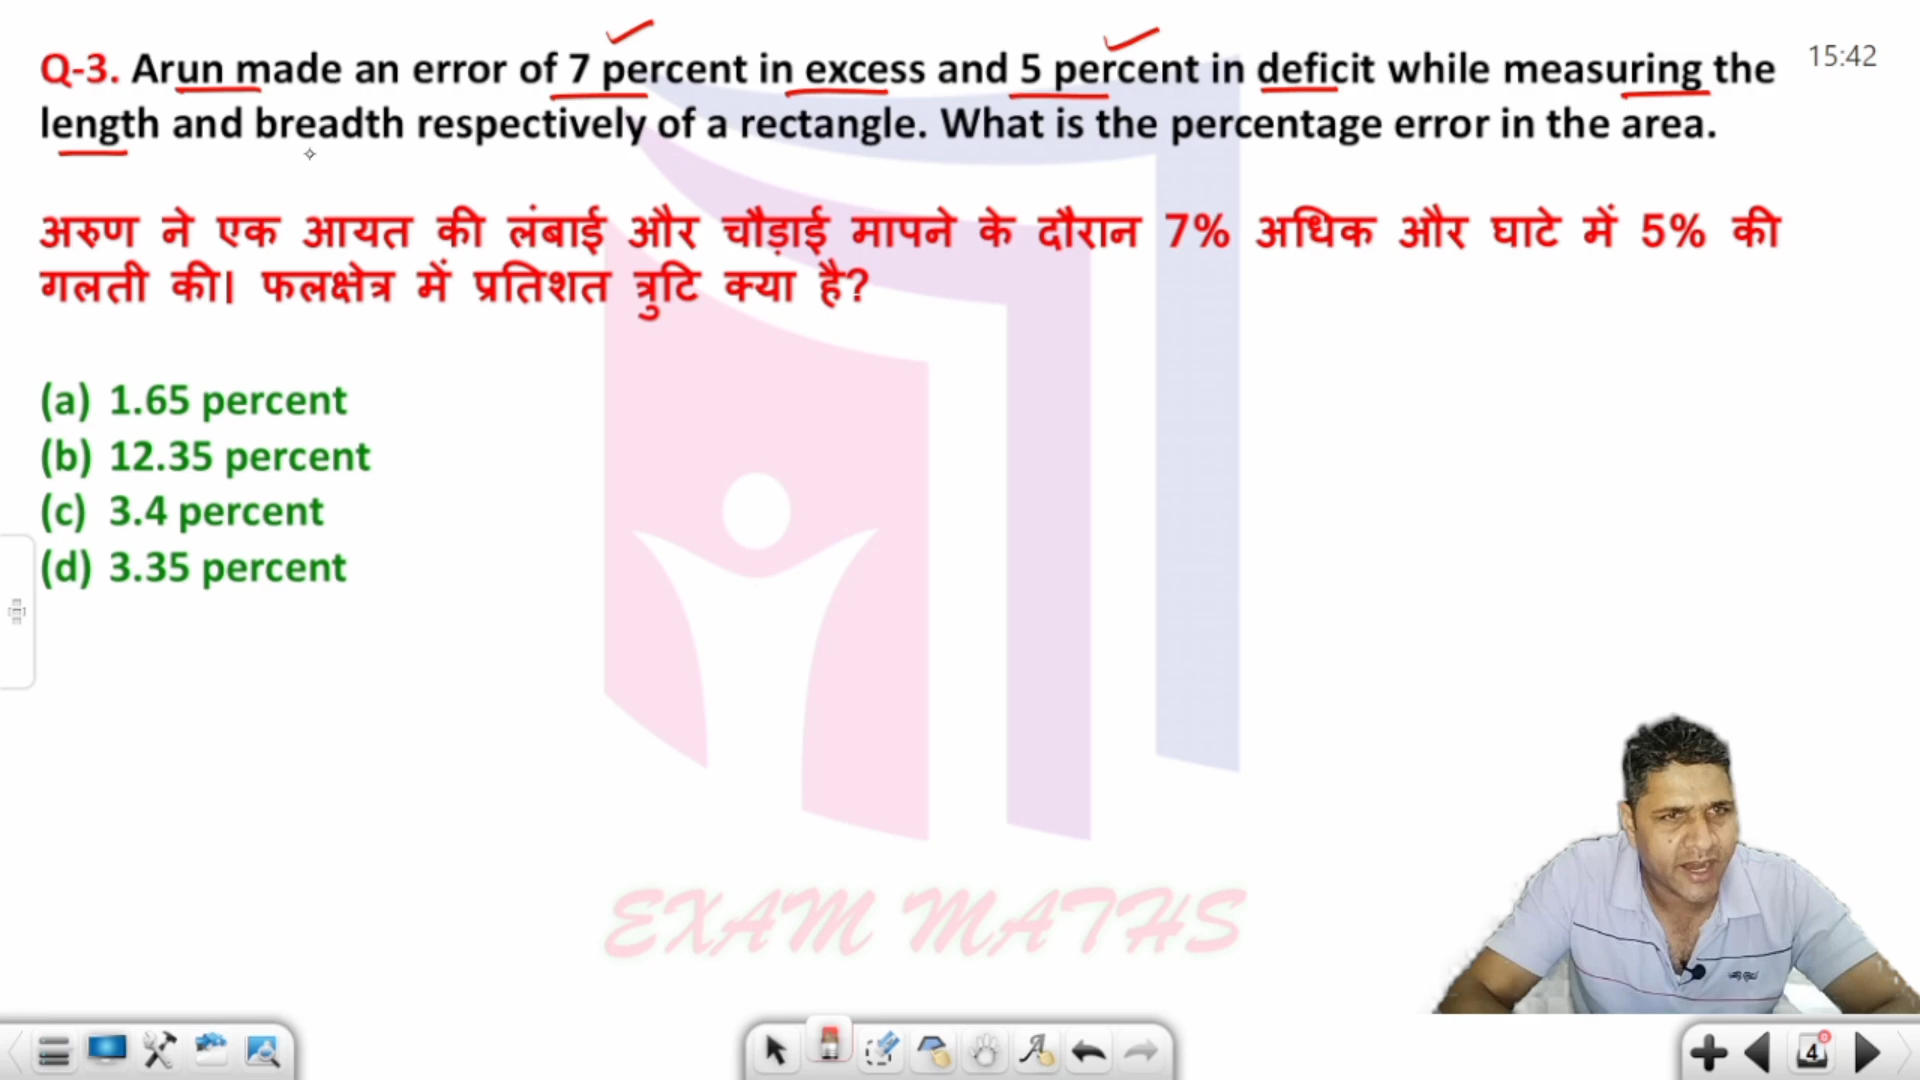 Q-3. Arun made an error of 7 percent in excess and 5 percent in deficit while measuring the
15:42
length and breadth respectively of a rectangle. What is the percentage error in the area.
अरुण ने एक आयत की लंबाई और चौड़ाई मापने के दौरान 7% अधिक और घाटे में 5% की
गलती की। फलक्षेत्र में प्रतिशत त्रुटि क्या है?
(a) 1.65 percent
(b) 12.35 percent
(c) 3.4 percent
(d) 3.35 percent
EXAM MATHS
4